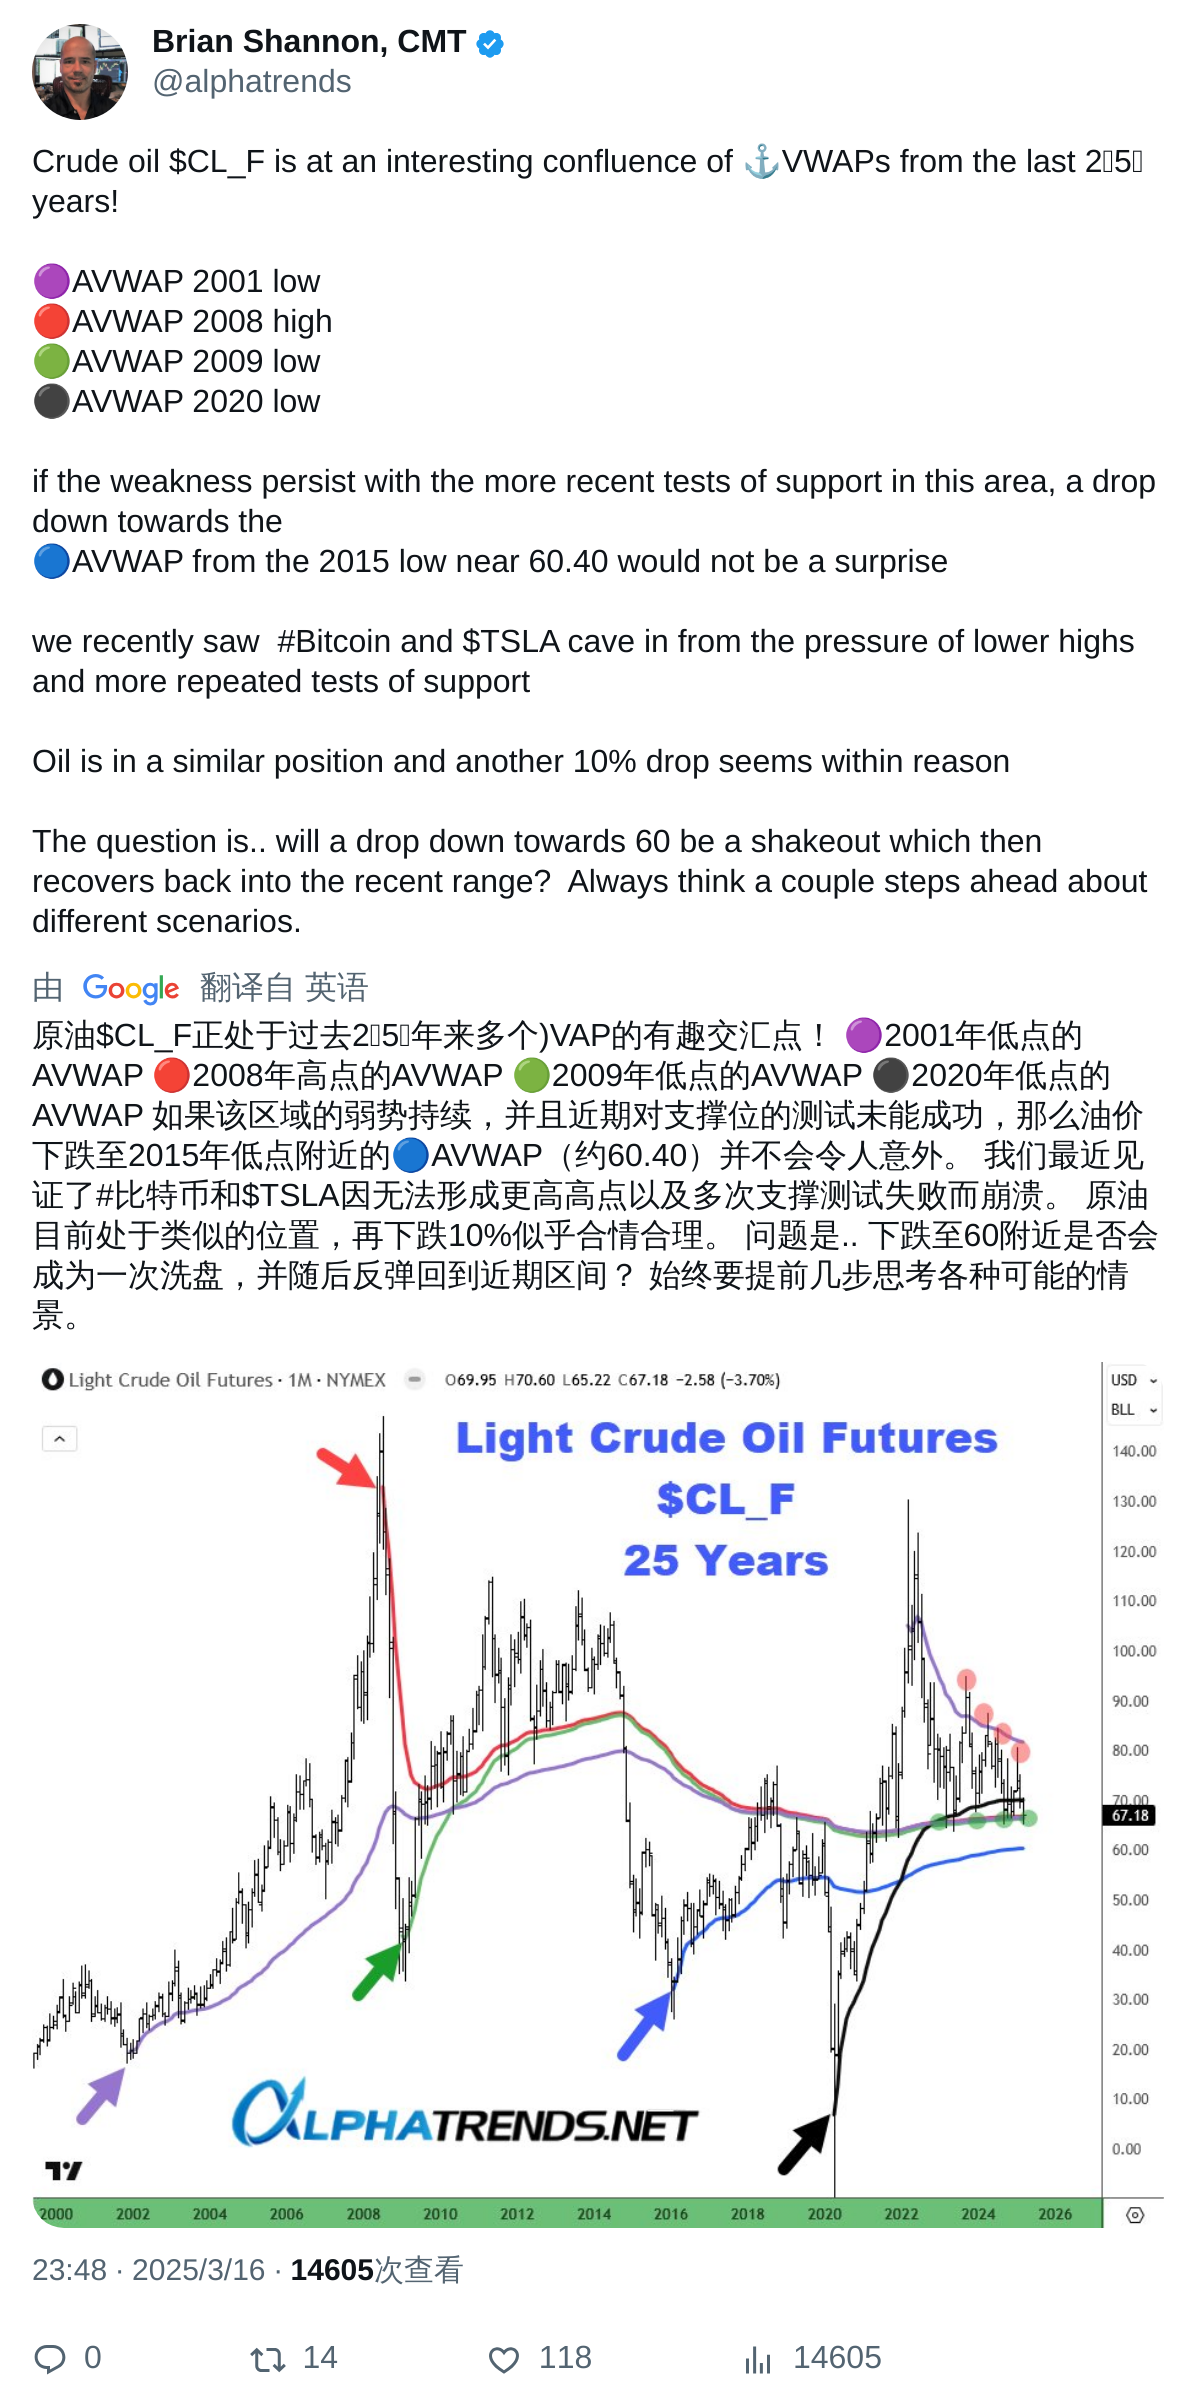 Brian Shannon, CMT
@alphatrends
Crude oil $CL_F is at an interesting confluence of ⚓VWAPs from the last 2▯5▯
years!
🟣AVWAP 2001 low
🔴AVWAP 2008 high
🟢AVWAP 2009 low
⚫AVWAP 2020 low
if the weakness persist with the more recent tests of support in this area, a drop
down towards the
🔵AVWAP from the 2015 low near 60.40 would not be a surprise
we recently saw  #Bitcoin and $TSLA cave in from the pressure of lower highs
and more repeated tests of support
Oil is in a similar position and another 10% drop seems within reason
The question is.. will a drop down towards 60 be a shakeout which then
recovers back into the recent range?  Always think a couple steps ahead about
different scenarios.
由 Google 翻译自 英语
原油$CL_F正处于过去2▯5▯年来多个)VAP的有趣交汇点！ 🟣2001年低点的
AVWAP 🔴2008年高点的AVWAP 🟢2009年低点的AVWAP ⚫2020年低点的
AVWAP 如果该区域的弱势持续，并且近期对支撑位的测试未能成功，那么油价
下跌至2015年低点附近的🔵AVWAP（约60.40）并不会令人意外。 我们最近见
证了#比特币和$TSLA因无法形成更高高点以及多次支撑测试失败而崩溃。 原油
目前处于类似的位置，再下跌10%似乎合情合理。 问题是.. 下跌至60附近是否会
成为一次洗盘，并随后反弹回到近期区间？ 始终要提前几步思考各种可能的情
景。
Light Crude Oil Futures · 1M · NYMEX O69.95 H70.60 L65.22 C67.18 −2.58 (−3.70%)
USD
BLL
Light Crude Oil Futures
$CL_F
25 Years
140.00
130.00
120.00
110.00
100.00
90.00
80.00
70.00
67.18
60.00
50.00
40.00
30.00
20.00
10.00
0.00
ALPHATRENDS.NET
2000 2002 2004 2006 2008 2010 2012 2014 2016 2018 2020 2022 2024 2026
23:48 · 2025/3/16 · 14605次查看
0 14 118 14605